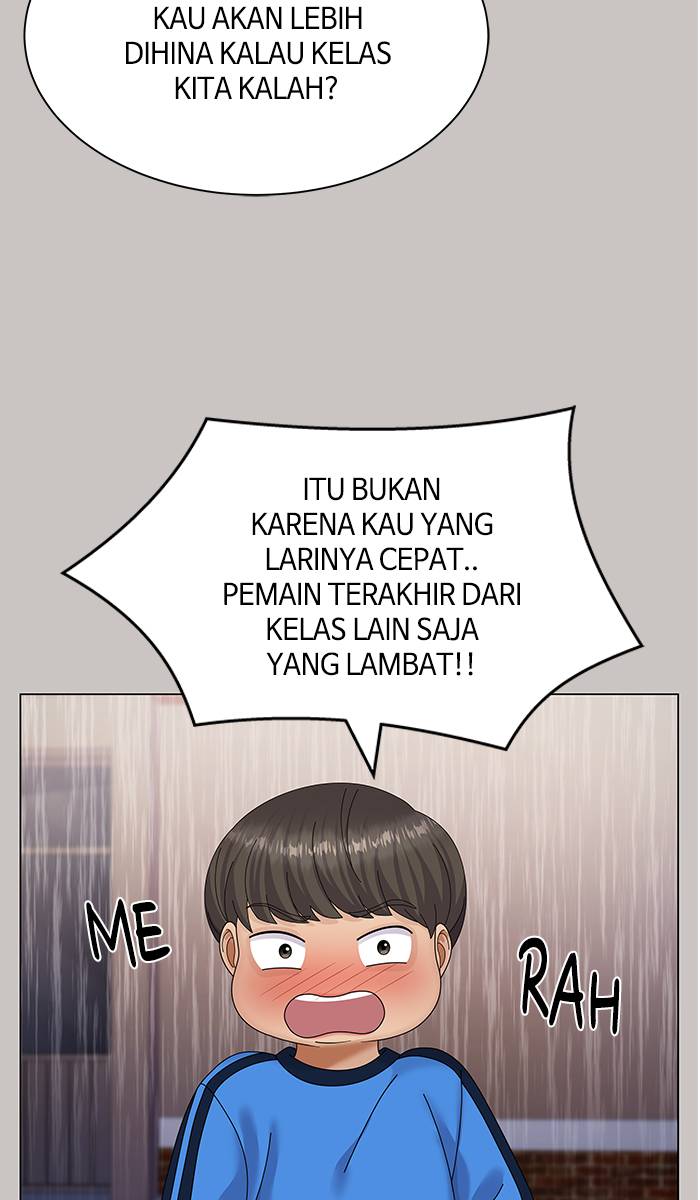 KAU AKAN LEBIH
DIHINA KALAU KELAS
KITA KALAH?
ITU BUKAN
KARENA KAU YANG
LARINYA CEPAT..
PEMAIN TERAKHIR DARI
KELAS LAIN SAJA
YANG LAMBAT!!
ME
RAH